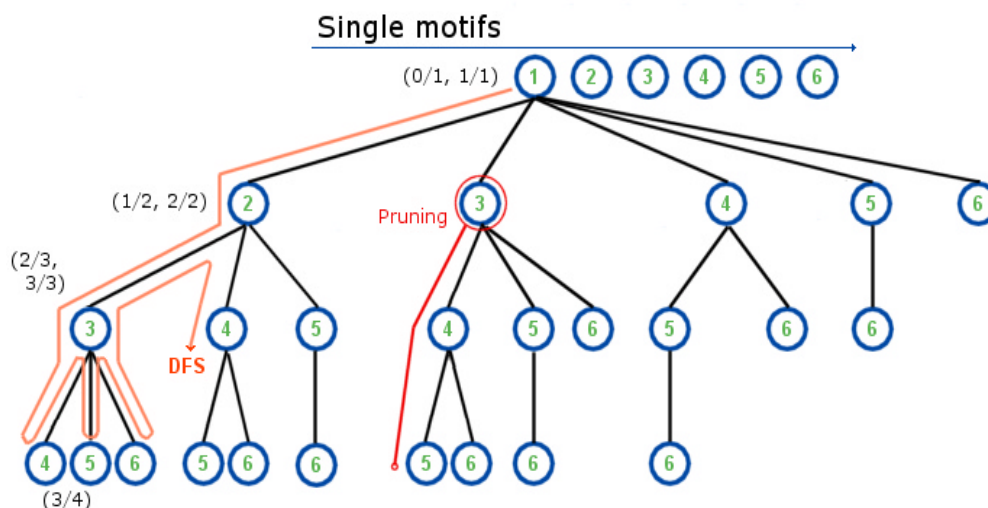 Single motifs
(0/1, 1/1) 1 2 3 4 5 6
(1/2, 2/2) 2 3 4 5 6
Pruning
(2/3,
3/3)
3 4 5 4 5 6 5 6 6
DFS
4 5 6 5 6 6 5 6 6 6
(3/4)